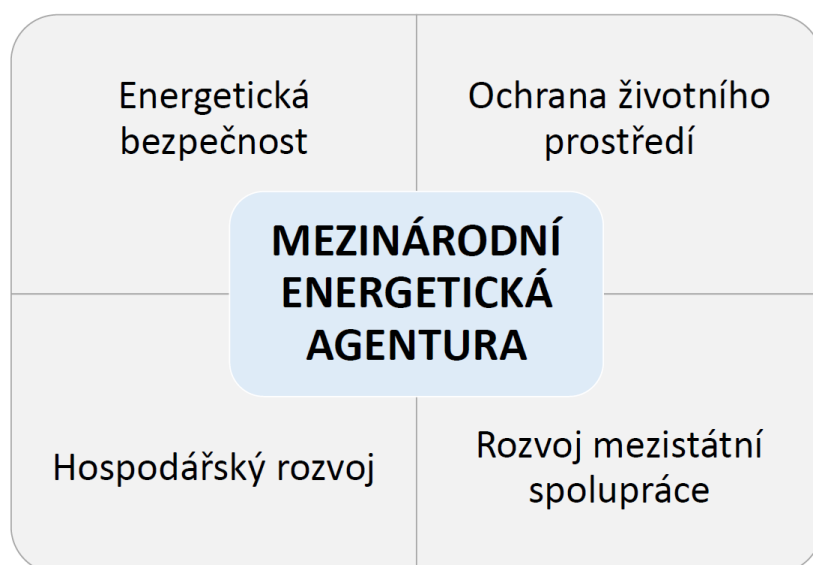 Energetická
bezpečnost
Ochrana životního
prostředí
MEZINÁRODNÍ
ENERGETICKÁ
AGENTURA
Hospodářský rozvoj
Rozvoj mezistátní
spolupráce